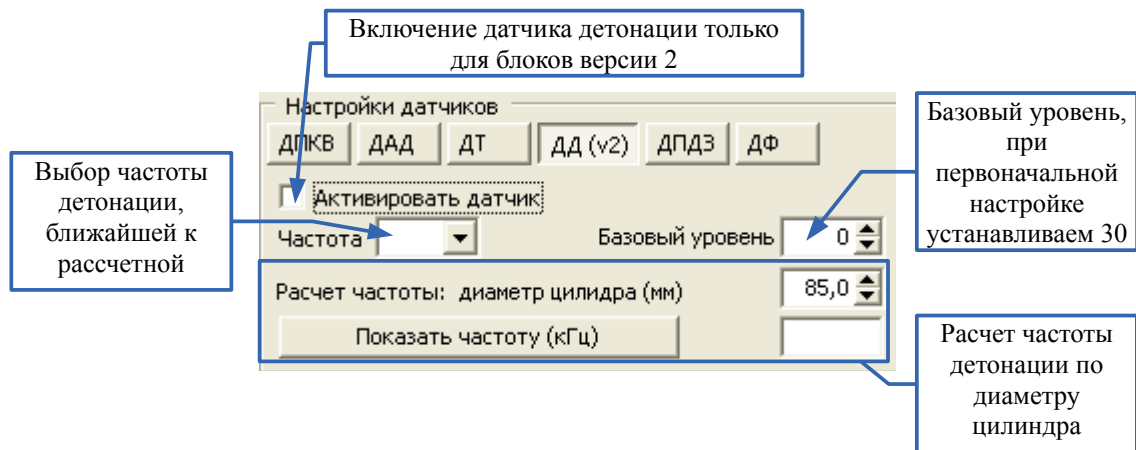 Включение датчика детонации только
для блоков версии 2
Настройки датчиков
ДПКВ ДАД ДТ ДД (v2) ДПДЗ ДФ
Активировать датчик
Частота
Базовый уровень 0
Расчет частоты: диаметр цилидра (мм) 85,0
Показать частоту (кГц)
Выбор частоты
детонации,
ближайшей к
рассчетной
Базовый уровень,
при
первоначальной
настройке
устанавливаем 30
Расчет частоты
детонации по
диаметру
цилиндра